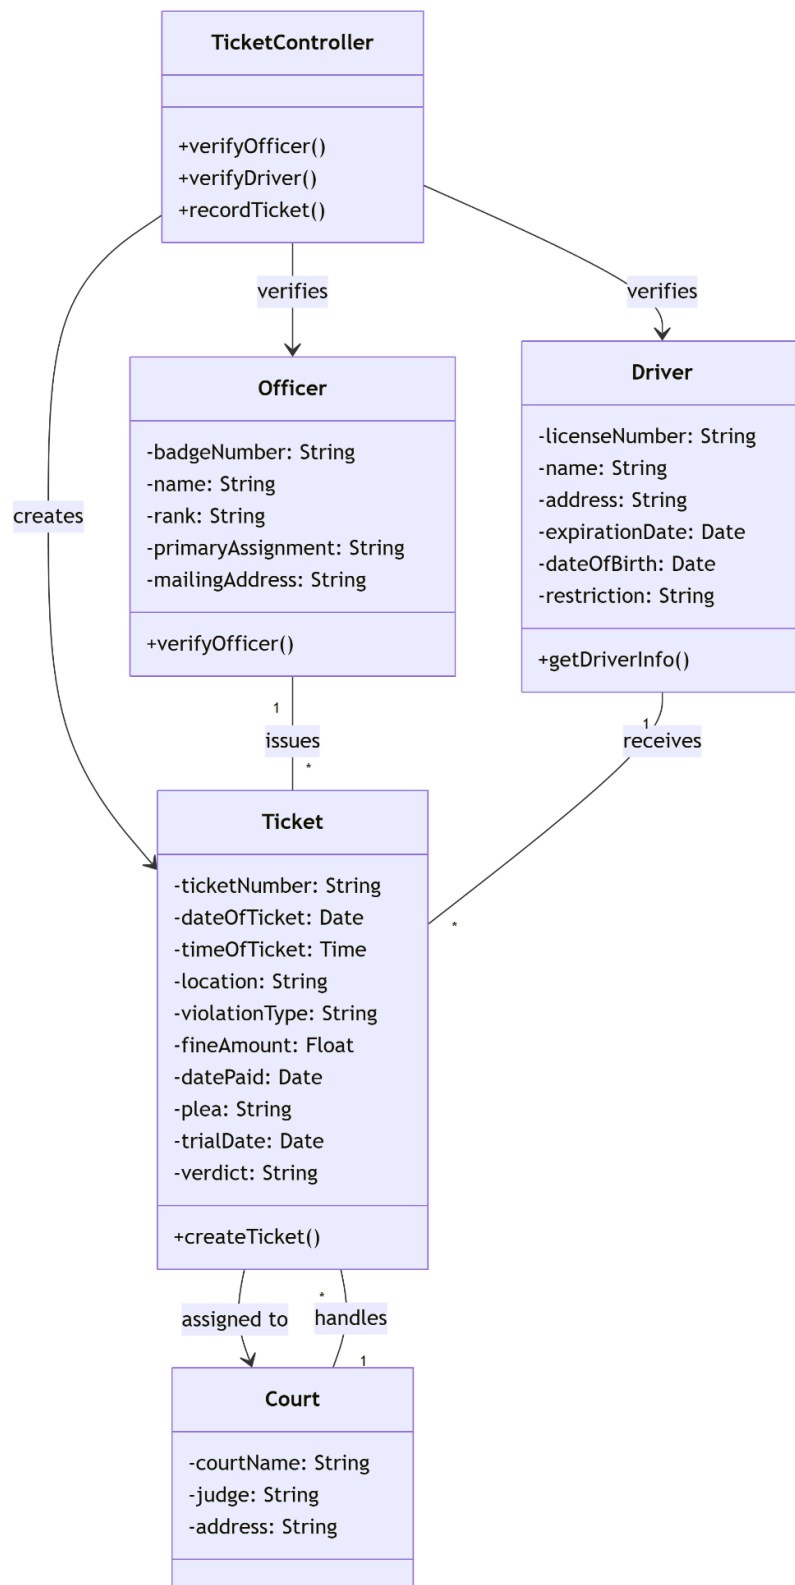 TicketController
+verifyOfficer()
+verifyDriver()
+recordTicket()
verifies
verifies
Officer
-badgeNumber: String
-name: String
-rank: String
-primaryAssignment: String
-mailingAddress: String
+verifyOfficer()
Driver
-licenseNumber: String
-name: String
-address: String
-expirationDate: Date
-dateOfBirth: Date
-restriction: String
+getDriverInfo()
creates
1
issues
*
1
receives
*
Ticket
-ticketNumber: String
-dateOfTicket: Date
-timeOfTicket: Time
-location: String
-violationType: String
-fineAmount: Float
-datePaid: Date
-plea: String
-trialDate: Date
-verdict: String
+createTicket()
assigned to
*
handles
1
Court
-courtName: String
-judge: String
-address: String